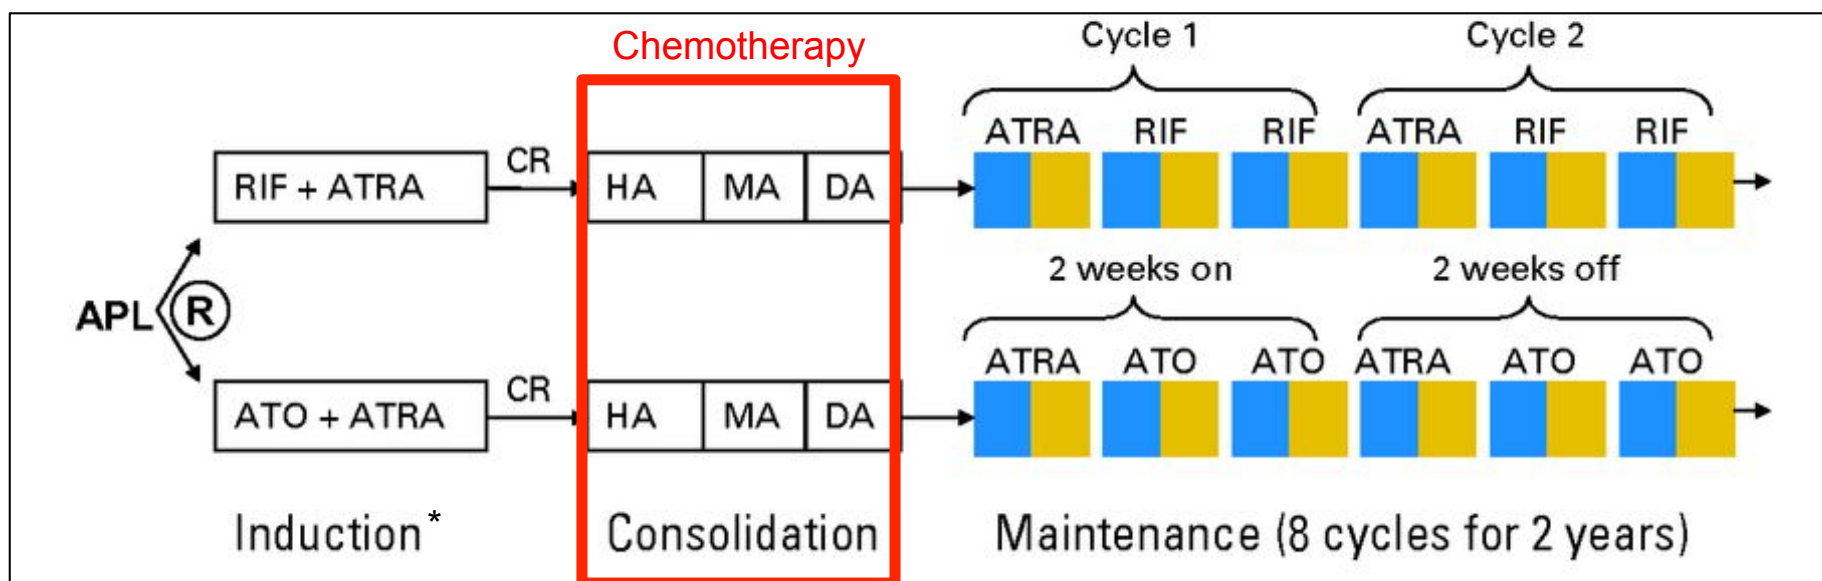 Chemotherapy
Cycle 1 Cycle 2
ATRA RIF RIF ATRA RIF RIF
RIF + ATRA CR HA MA DA
2 weeks on 2 weeks off
APL R
ATRA ATO ATO ATRA ATO ATO
ATO + ATRA CR HA MA DA
Induction* Consolidation Maintenance (8 cycles for 2 years)